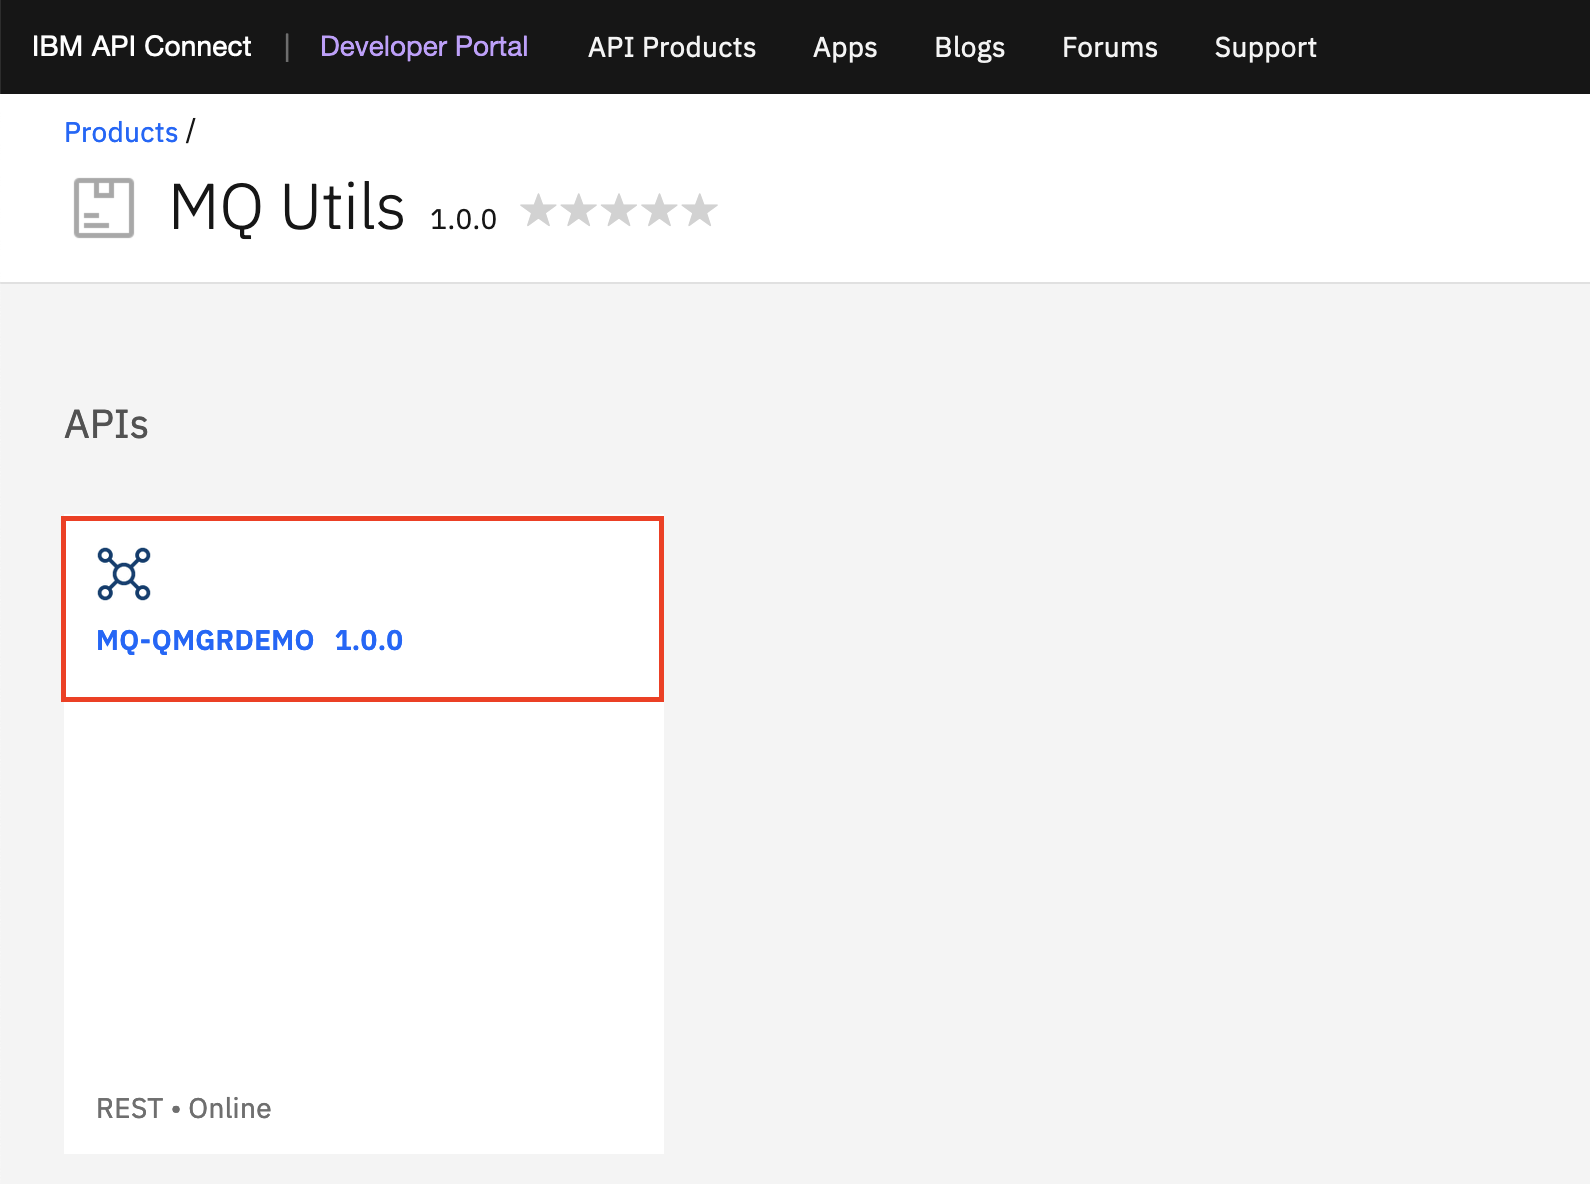 IBM API Connect | Developer Portal API Products Apps Blogs Forums Support
Products /
MQ Utils 1.0.0
APIs
MQ-QMGRDEMO 1.0.0
REST • Online